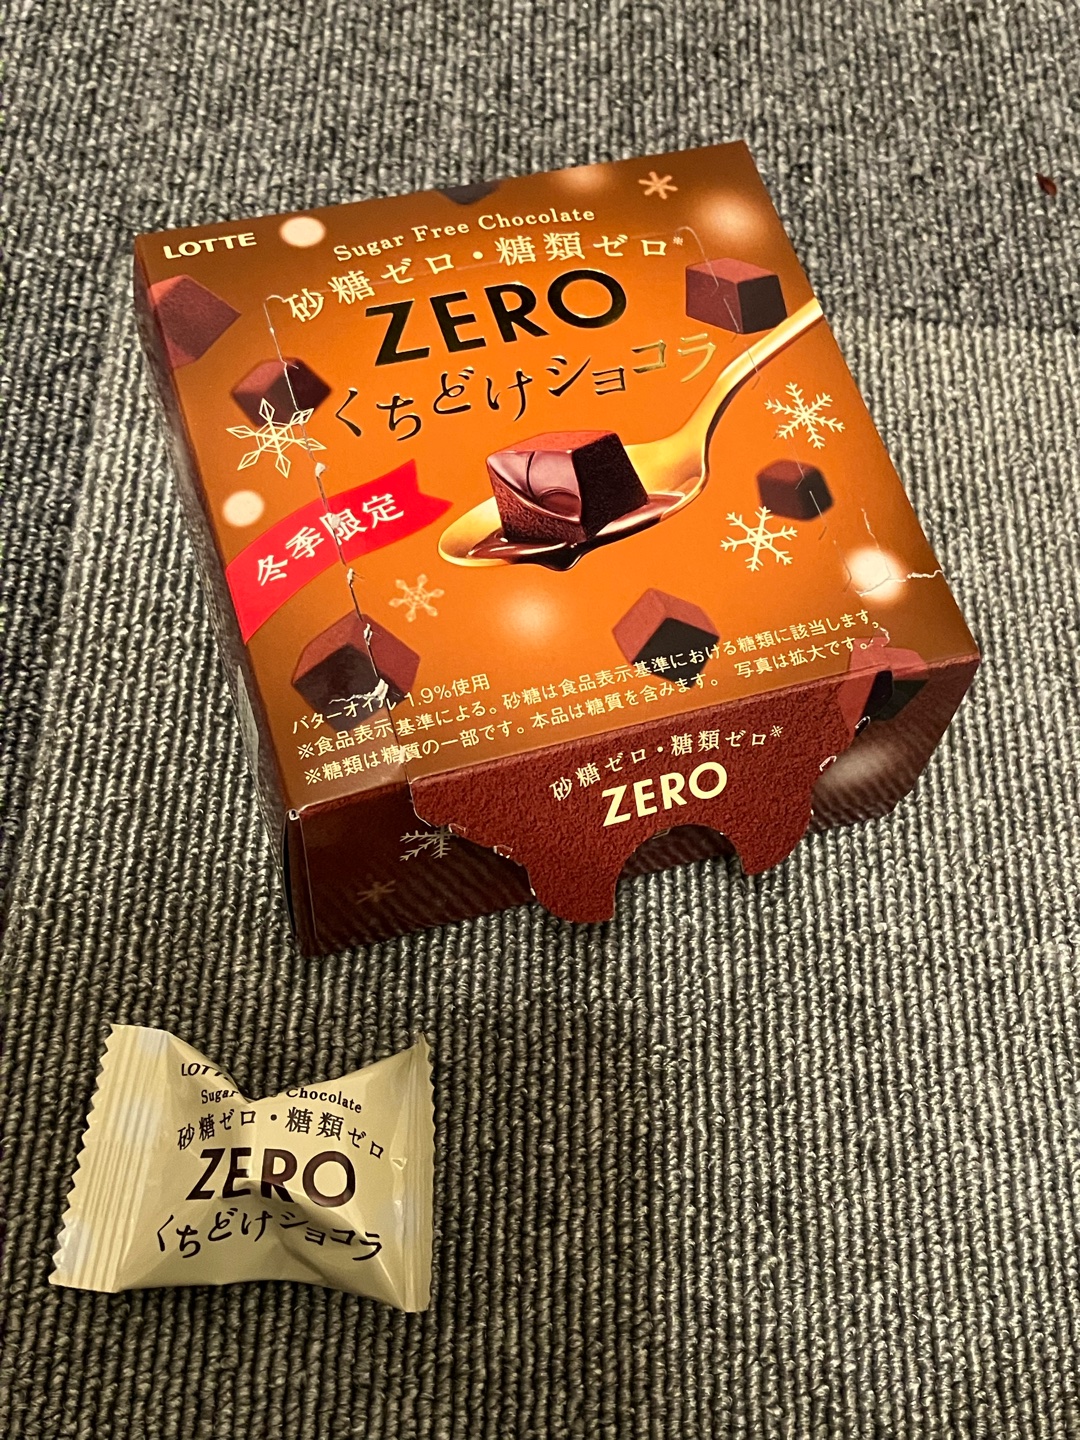 LOTTE
Sugar Free Chocolate
砂糖ゼロ・糖類ゼロ※
ZERO
くちどけショコラ
冬季限定
バターオイル 1.9%使用
※食品表示基準による。砂糖は食品表示基準における糖類に該当します。
※糖類は糖質の一部です。本品は糖質を含みます。 写真は拡大です。
砂糖ゼロ・糖類ゼロ※
ZERO
Chocolate
砂糖ゼロ・糖類ゼロ
ZERO
くちどけショコラ